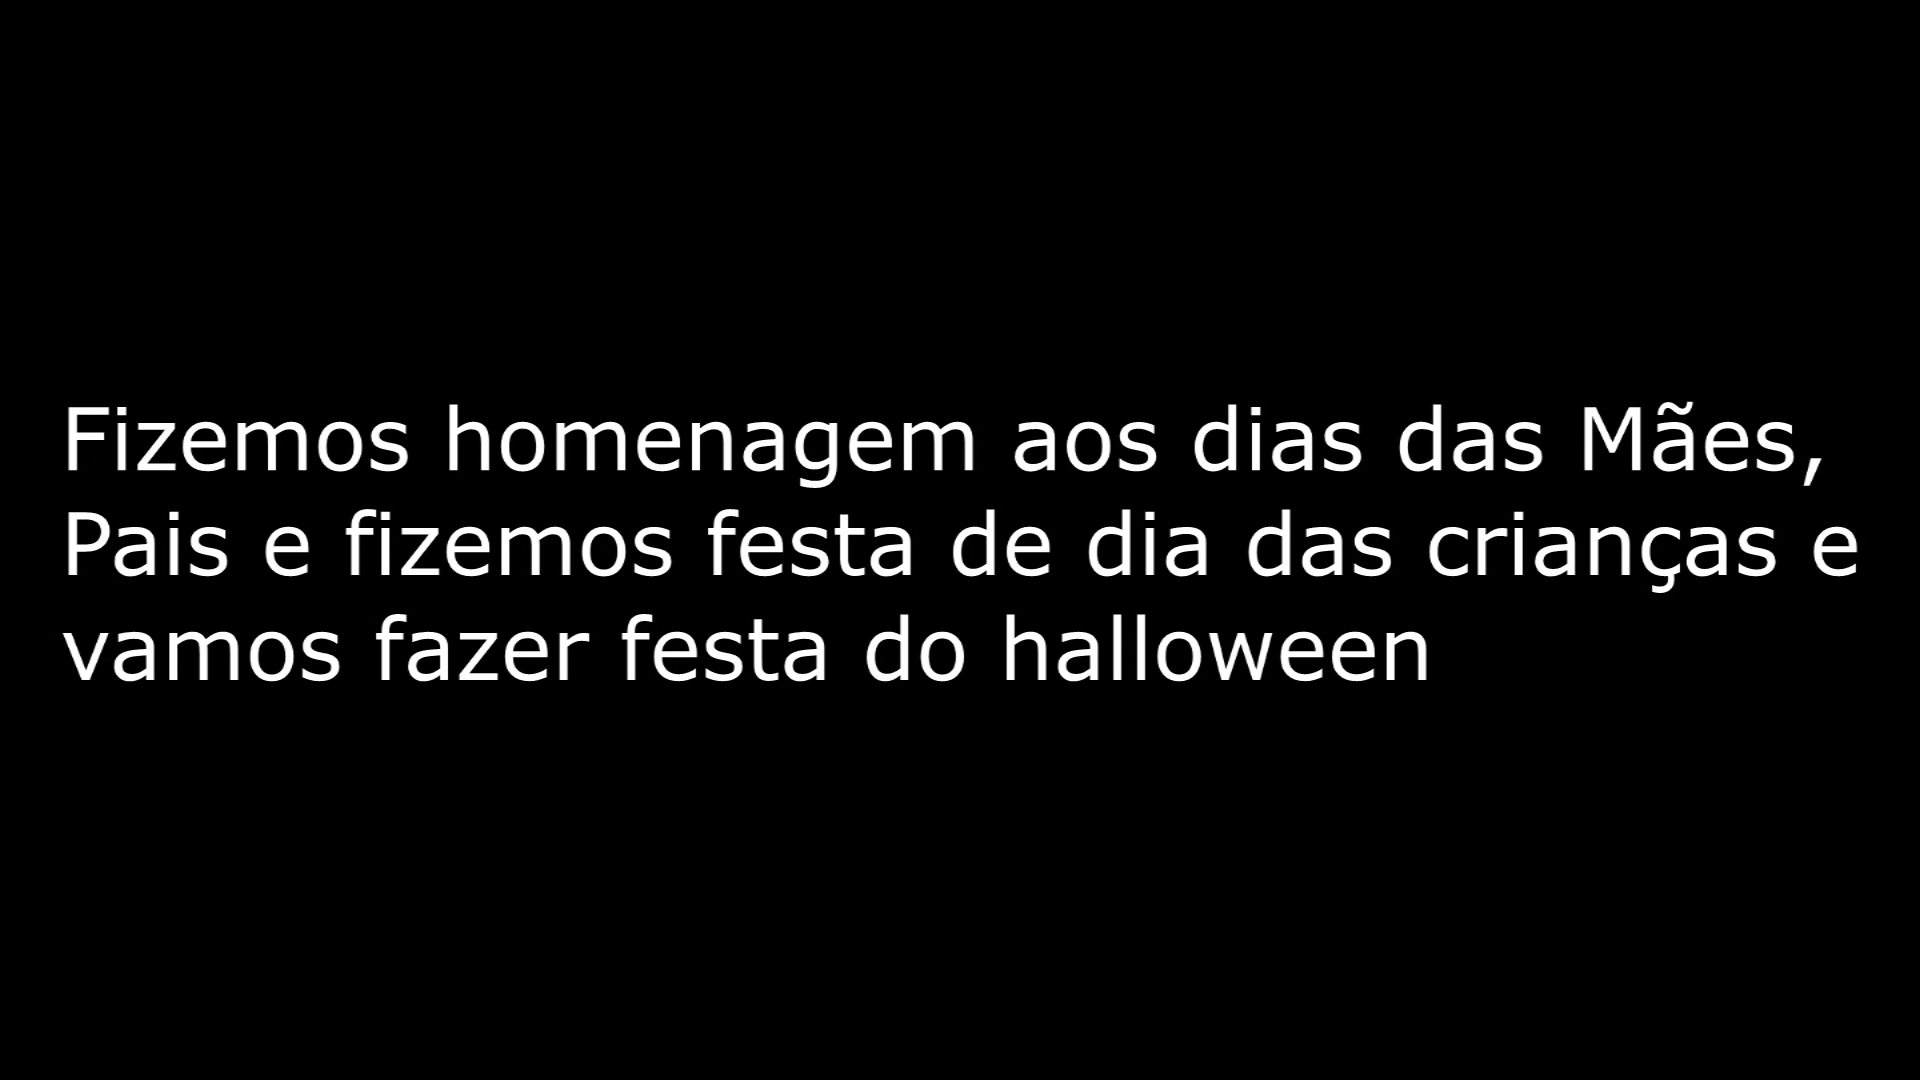 Fizemos homenagem aos dias das Mães,
Pais e fizemos festa de dia das crianças e
vamos fazer festa do halloween